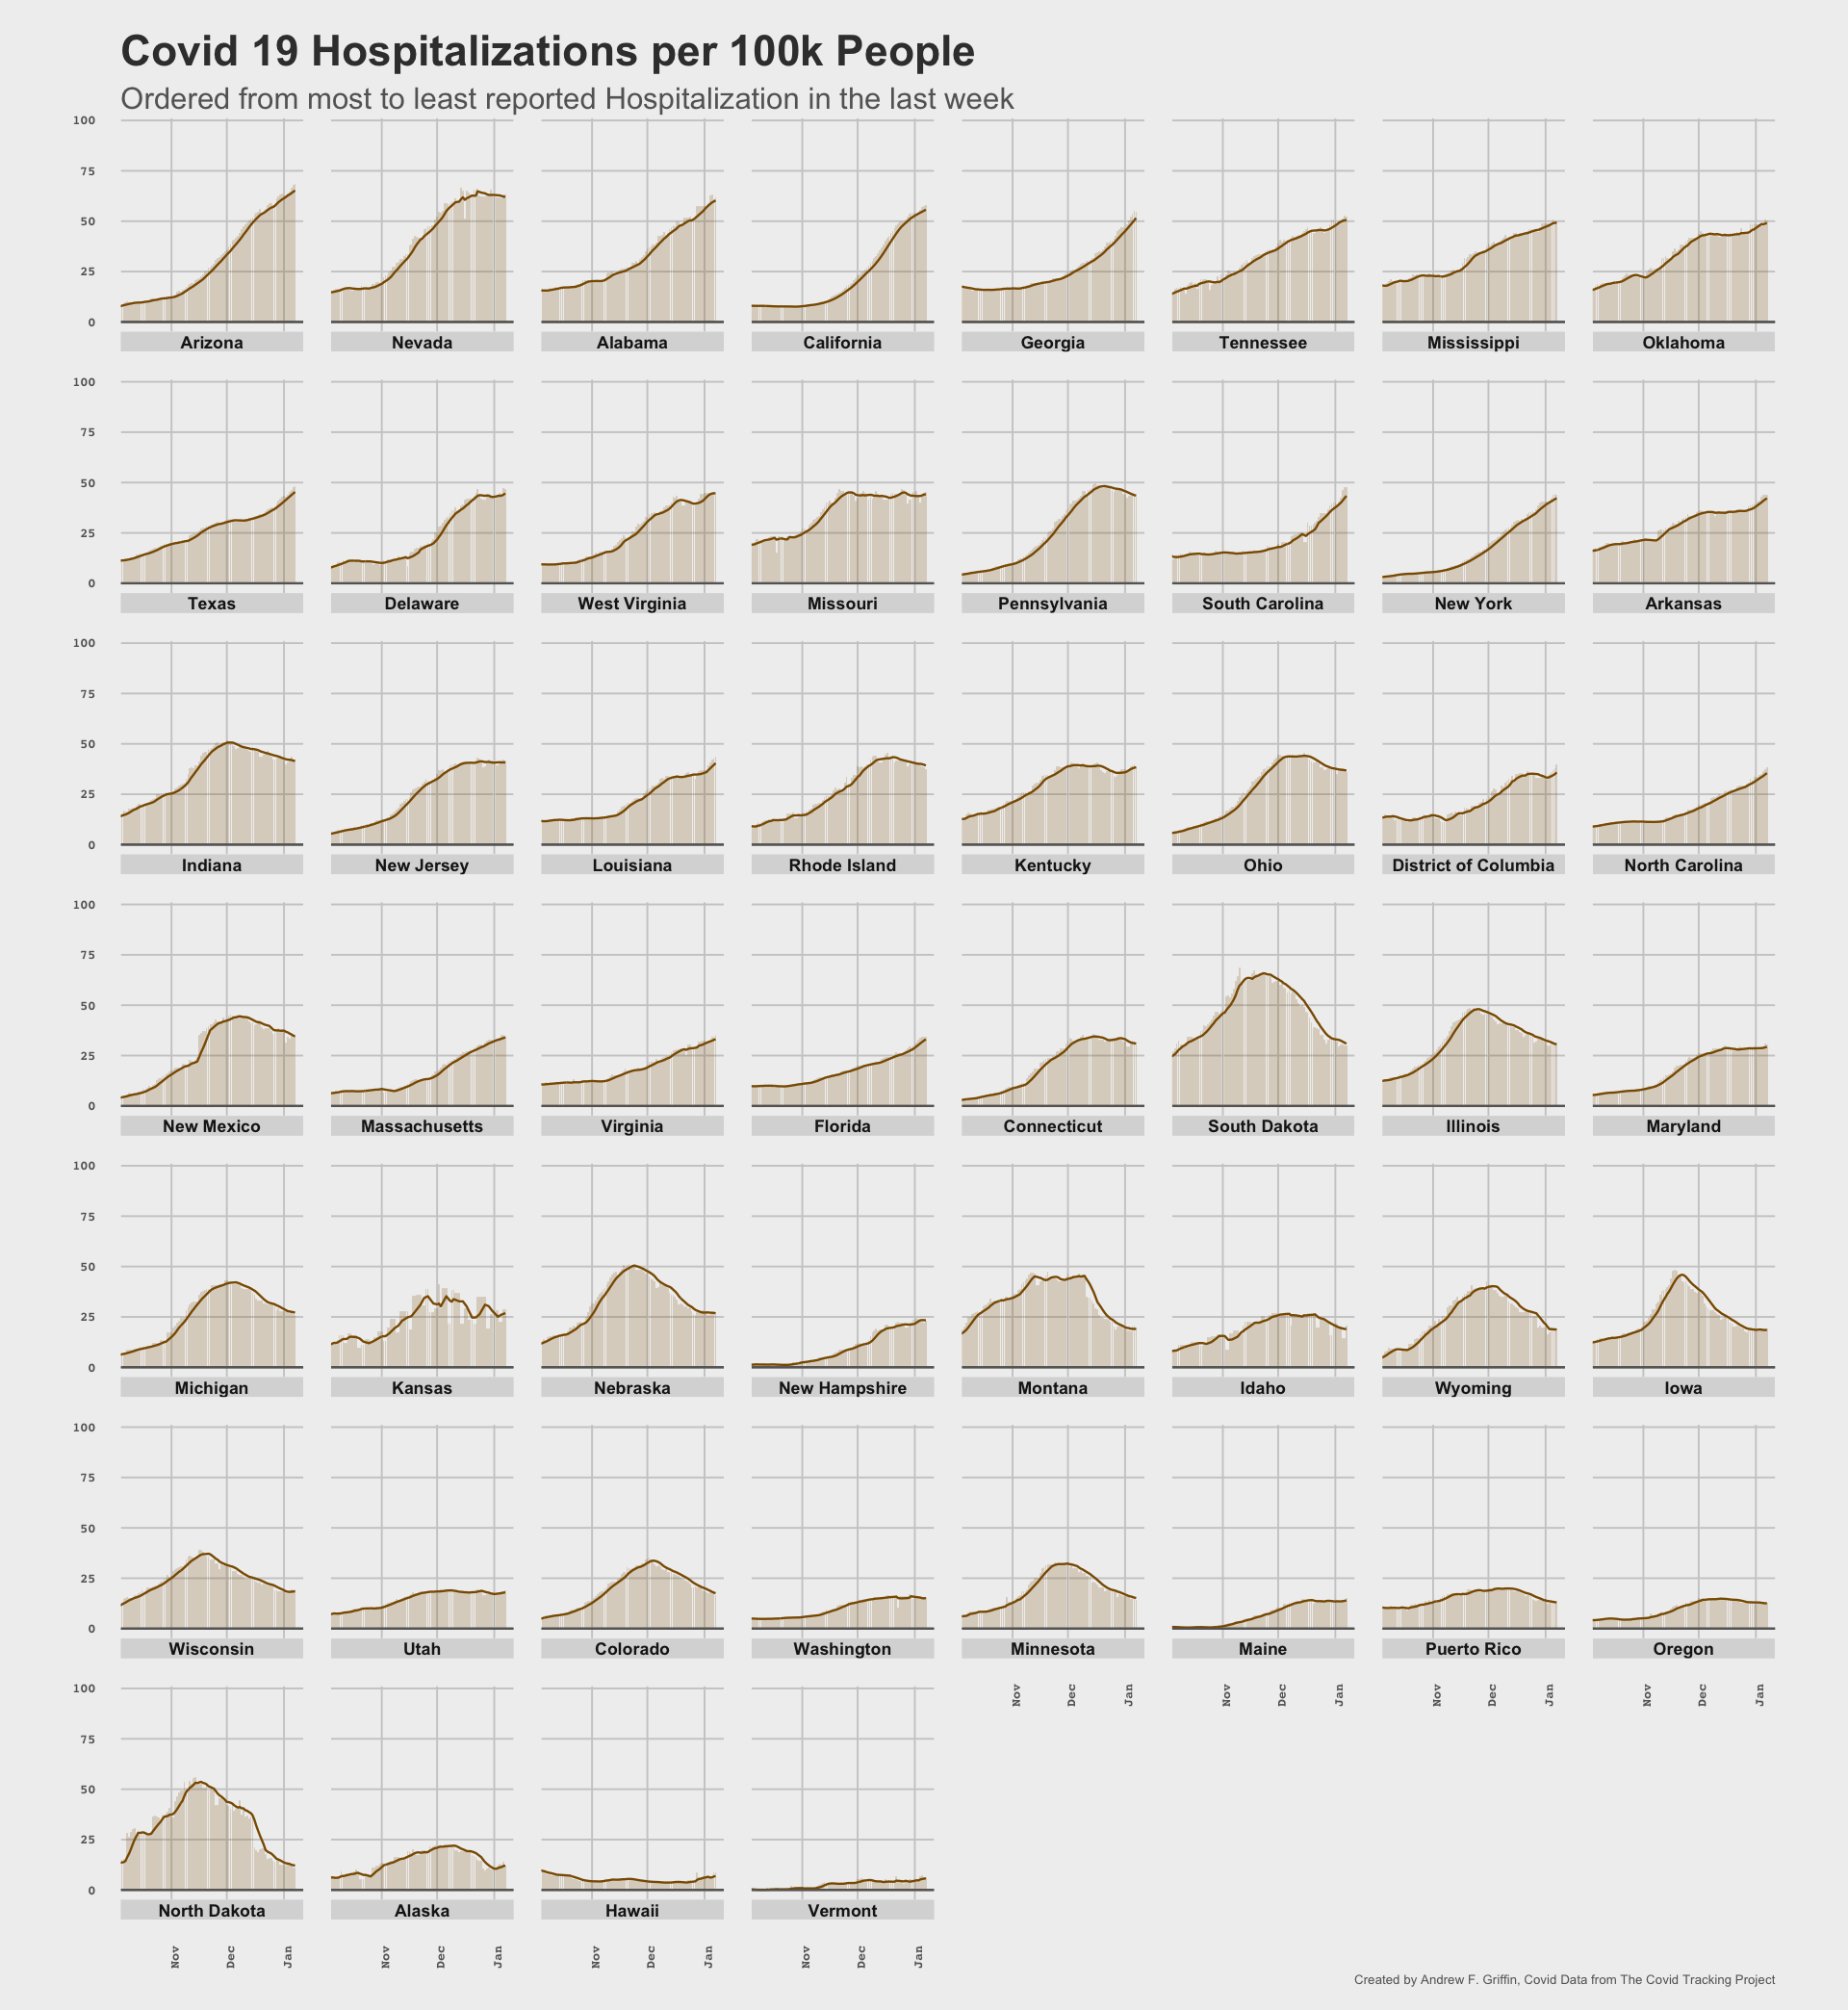 Covid 19 Hospitalizations per 100k People
Ordered from most to least reported Hospitalization in the last week
100
75
50
25
0
Arizona Nevada Alabama California Georgia Tennessee Mississippi Oklahoma
100
75
50
25
0
Texas Delaware West Virginia Missouri Pennsylvania South Carolina New York Arkansas
100
75
50
25
0
Indiana New Jersey Louisiana Rhode Island Kentucky Ohio District of Columbia North Carolina
100
75
50
25
0
New Mexico Massachusetts Virginia Florida Connecticut South Dakota Illinois Maryland
100
75
50
25
0
Michigan Kansas Nebraska New Hampshire Montana Idaho Wyoming Iowa
100
75
50
25
0
Wisconsin Utah Colorado Washington Minnesota Maine Puerto Rico Oregon
Nov Dec Jan Nov Dec Jan Nov Dec Jan Nov Dec Jan
100
75
50
25
0
North Dakota Alaska Hawaii Vermont
Nov Dec Jan Nov Dec Jan Nov Dec Jan Nov Dec Jan
Created by Andrew F. Griffin, Covid Data from The Covid Tracking Project